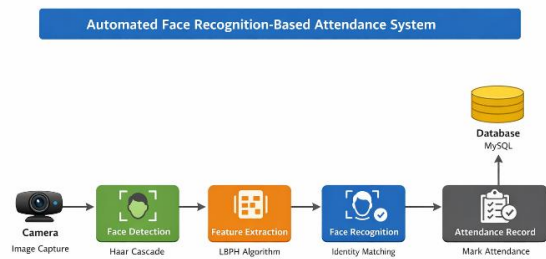 Automated Face Recognition-Based Attendance System
Database
MySQL
Camera
Image Capture
Face Detection
Haar Cascade
Feature Extraction
LBPH Algorithm
Face Recognition
Identity Matching
Attendance Record
Mark Attendance